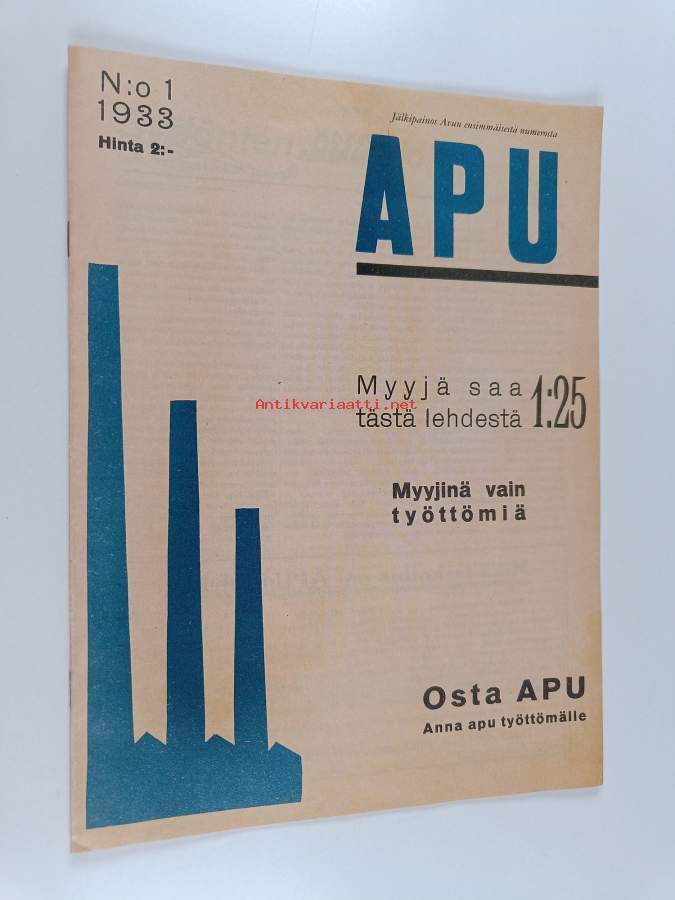 N:o 1
1933
Hinta 2:-
Jälkipainos Avun ensimmäisestä numerosta
APU
Myyjä saa
tästä lehdestä 1:25
Antikvariaatti.net
Myyjinä vain
työttömiä
Osta APU
Anna apu työttömälle